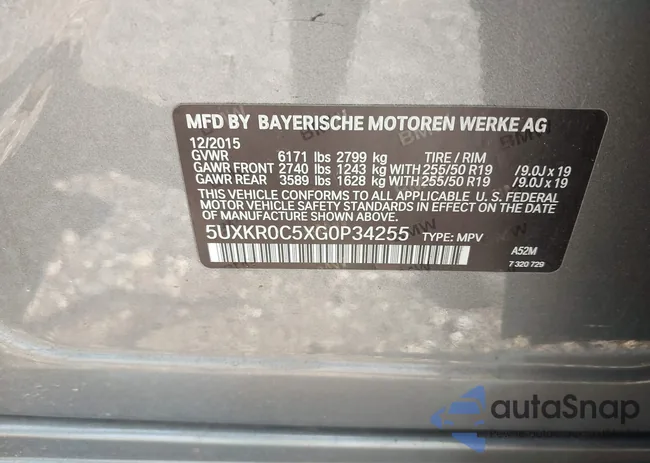 MFD BY BAYERISCHE MOTOREN WERKE AG
12/2015
GVWR 6171 lbs 2799 kg TIRE / RIM
GAWR FRONT 2740 lbs 1243 kg WITH 255/50 R19 /9.0J x 19
GAWR REAR 3589 lbs 1628 kg WITH 255/50 R19 /9.0J x 19
THIS VEHICLE CONFORMS TO ALL APPLICABLE U. S. FEDERAL
MOTOR VEHICLE SAFETY STANDARDS IN EFFECT ON THE
DATE OF MANUFACTURE SHOWN ABOVE.
5UXKR0C5XG0P34255 TYPE: MPV
A52M
7 320 729
autaSnap